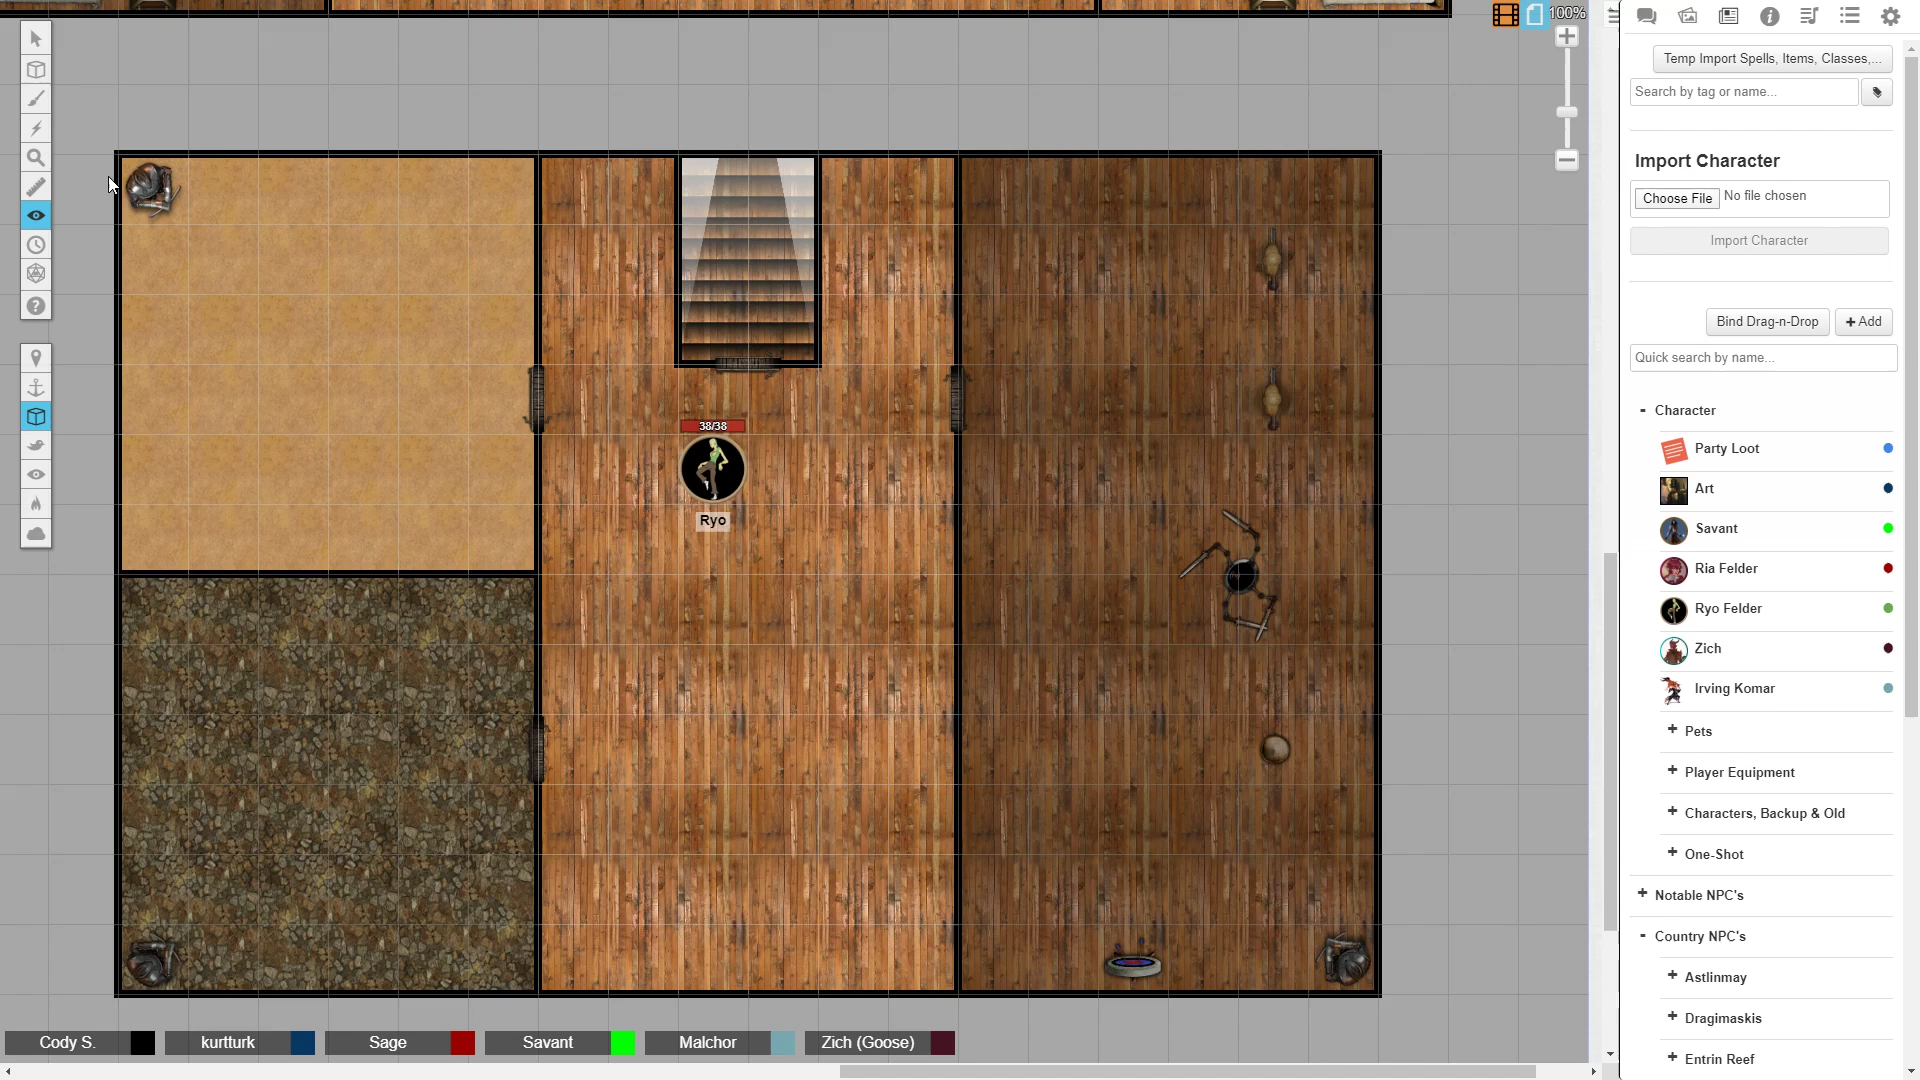 100%
Temp Import Spells, Items, Classes,...
Search by tag or name...
Import Character
Choose File No file chosen
Import Character
Bind Drag-n-Drop + Add
Quick search by name...
- Character
Party Loot
Art
Savant
Ria Felder
Ryo Felder
Zich
Irving Komar
+ Pets
+ Player Equipment
+ Characters, Backup & Old
+ One-Shot
+ Notable NPC's
- Country NPC's
+ Astlinmay
+ Dragimaskis
+ Entrin Reef
38/38
Ryo
Cody S. kurtturk Sage Savant Malchor Zich (Goose)